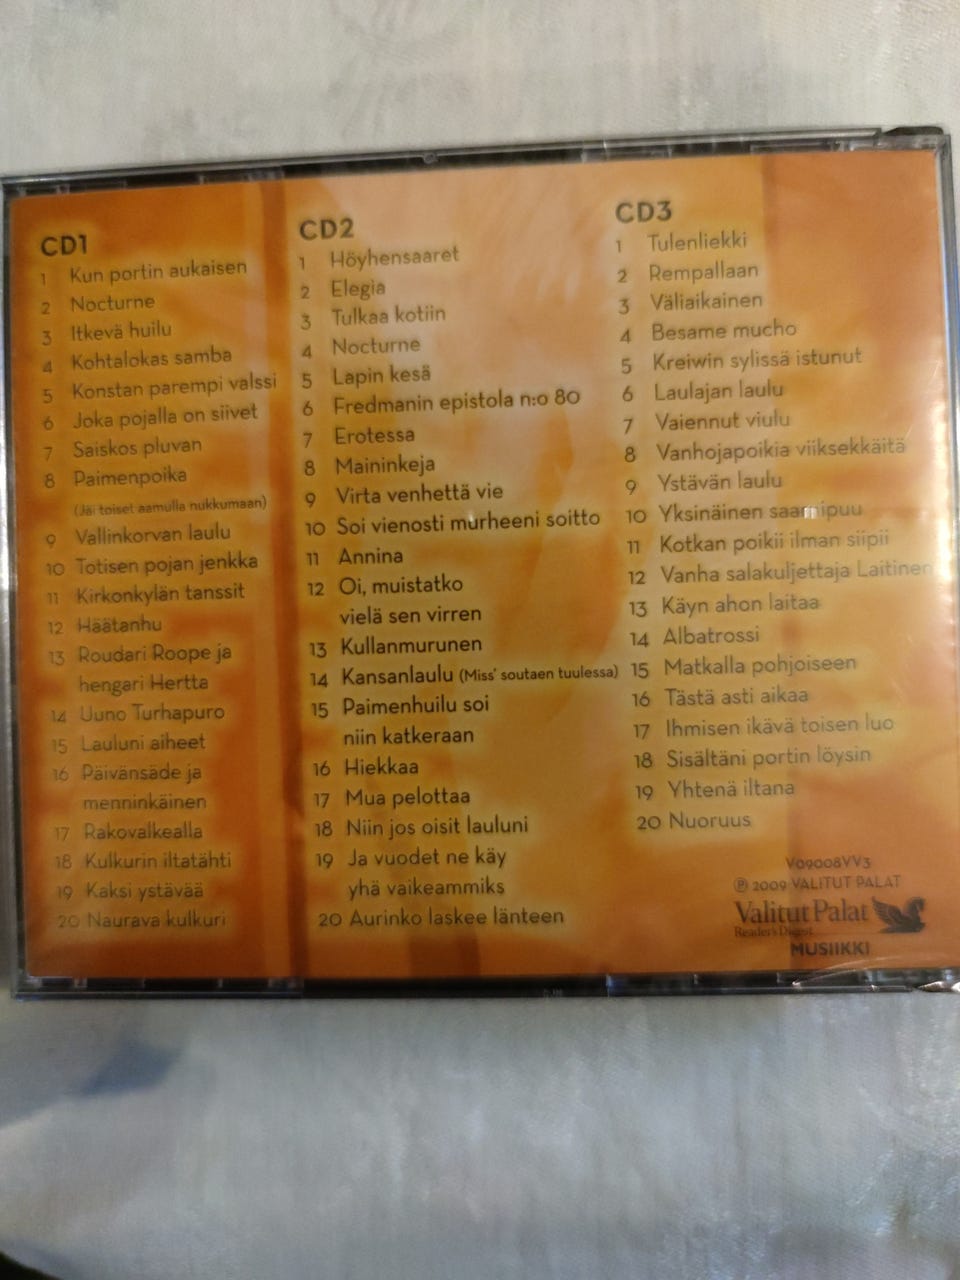 CD1
1 Kun portin aukaisen
2 Nocturne
3 Itkevä huilu
4 Kohtalokas samba
5 Konstan parempi valssi
6 Joka pojalla on siivet
7 Saiskos pluvan
8 Paimenpoika
(Jäi toiset aamulla nukkumaan)
9 Vallinkorvan laulu
10 Totisen pojan jenkka
11 Kirkonkylän tanssit
12 Häätanhu
13 Roudari Roope ja
hengari Hertta
14 Uuno Turhapuro
15 Lauluni aiheet
16 Päivänsäde ja
menninkäinen
17 Rakovalkealla
18 Kulkurin iltatähti
19 Kaksi ystävää
20 Naurava kulkuri
CD2
1 Höyhensaaret
2 Elegia
3 Tulkaa kotiin
4 Nocturne
5 Lapin kesä
6 Fredmanin epistola n:o 80
7 Erotessa
8 Maininkeja
9 Virta venhettä vie
10 Soi vienosti murheeni soitto
11 Annina
12 Oi, muistatko
vielä sen virren
13 Kullanmurunen
14 Kansanlaulu (Miss' soutaen tuulessa)
15 Paimenhuilu soi
niin katkeraan
16 Hiekkaa
17 Mua pelottaa
18 Niin jos oisit lauluni
19 Ja vuodet ne käy
yhä vaikeammiks
20 Aurinko laskee länteen
CD3
1 Tulenliekki
2 Rempallaan
3 Väliaikainen
4 Besame mucho
5 Kreiwin sylissä istunut
6 Laulajan laulu
7 Vaiennut viulu
8 Vanhojapoikia viiksekkäitä
9 Ystävän laulu
10 Yksinäinen saarnipuu
11 Kotkan poikii ilman siipii
12 Vanha salakuljettaja Laitinen
13 Käyn ahon laitaa
14 Albatrossi
15 Matkalla pohjoiseen
16 Tästä asti aikaa
17 Ihmisen ikävä toisen luo
18 Sisältäni portin löysin
19 Yhtenä iltana
20 Nuoruus
V09008VV3
℗ 2009 VALITUT PALAT
Valitut Palat
Reader's Digest
MUSIIKKI